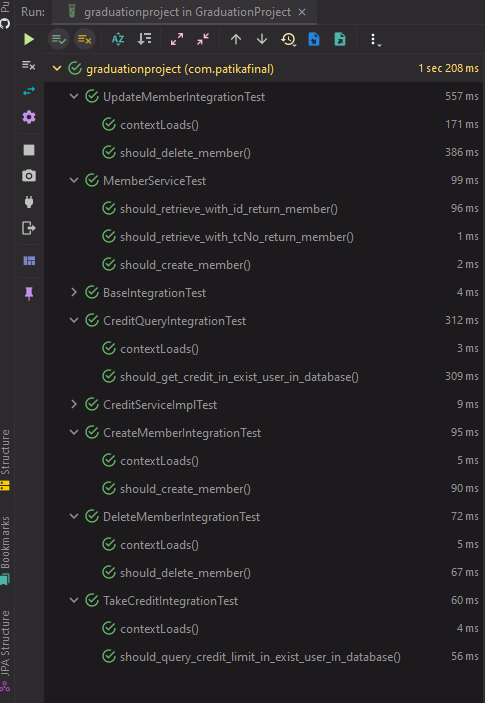 Pu
Run: graduationproject in GraduationProject ×
graduationproject (com.patikafinal) 1 sec 208 ms
UpdateMemberIntegrationTest 557 ms
contextLoads() 171 ms
should_delete_member() 386 ms
MemberServiceTest 99 ms
should_retrieve_with_id_return_member() 96 ms
should_retrieve_with_tcNo_return_member() 1 ms
should_create_member() 2 ms
BaseIntegrationTest 4 ms
CreditQueryIntegrationTest 312 ms
contextLoads() 3 ms
should_get_credit_in_exist_user_in_database() 309 ms
CreditServiceImplTest 9 ms
CreateMemberIntegrationTest 95 ms
contextLoads() 5 ms
should_create_member() 90 ms
DeleteMemberIntegrationTest 72 ms
contextLoads() 5 ms
should_delete_member() 67 ms
TakeCreditIntegrationTest 60 ms
contextLoads() 4 ms
should_query_credit_limit_in_exist_user_in_database() 56 ms
Structure
Bookmarks
JPA Structure